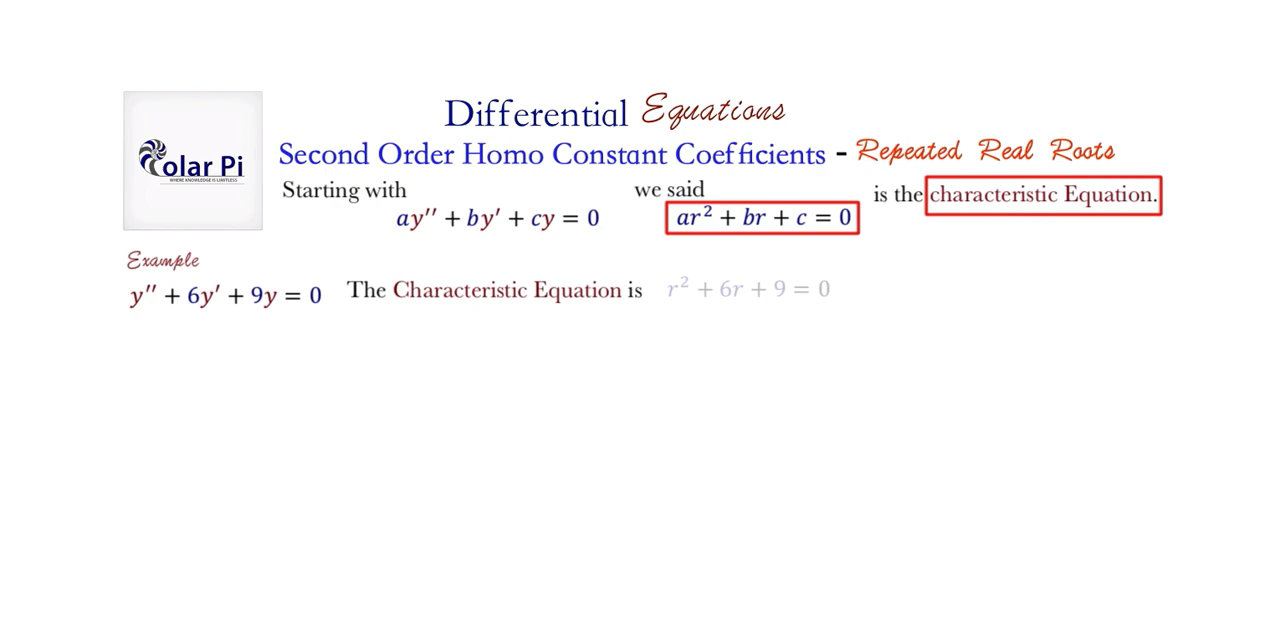 Differential Equations
olar Pi
WHERE KNOWLEDGE IS LIMITLESS
Second Order Homo Constant Coefficients - Repeated Real Roots
Starting with we said is the characteristic Equation.
ay′′ + by′ + cy = 0 ar² + br + c = 0
Example
y′′ + 6y′ + 9y = 0 The Characteristic Equation is r² + 6r + 9 = 0